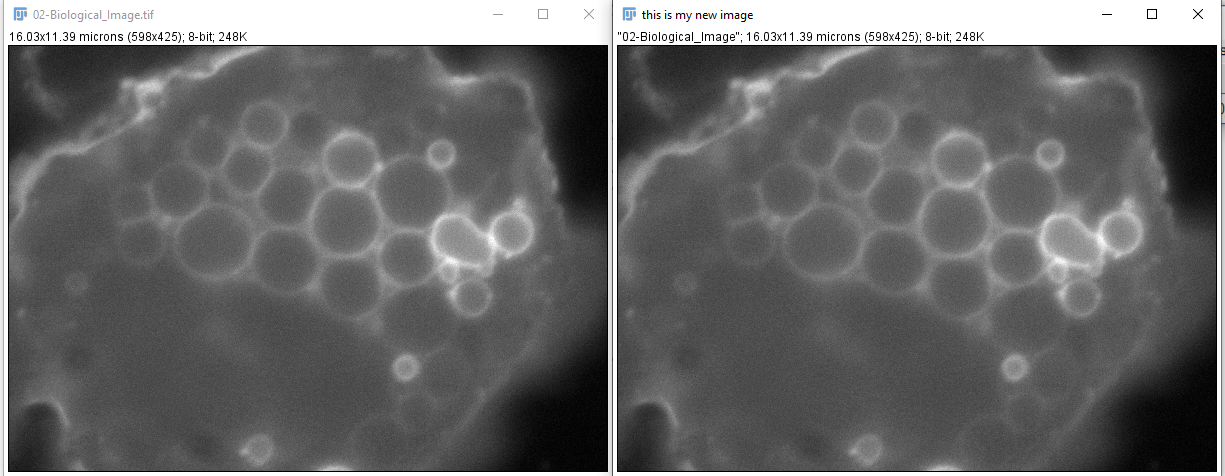 02-Biological_Image.tif
16.03x11.39 microns (598x425); 8-bit; 248K
this is my new image
"02-Biological_Image"; 16.03x11.39 microns (598x425); 8-bit; 248K